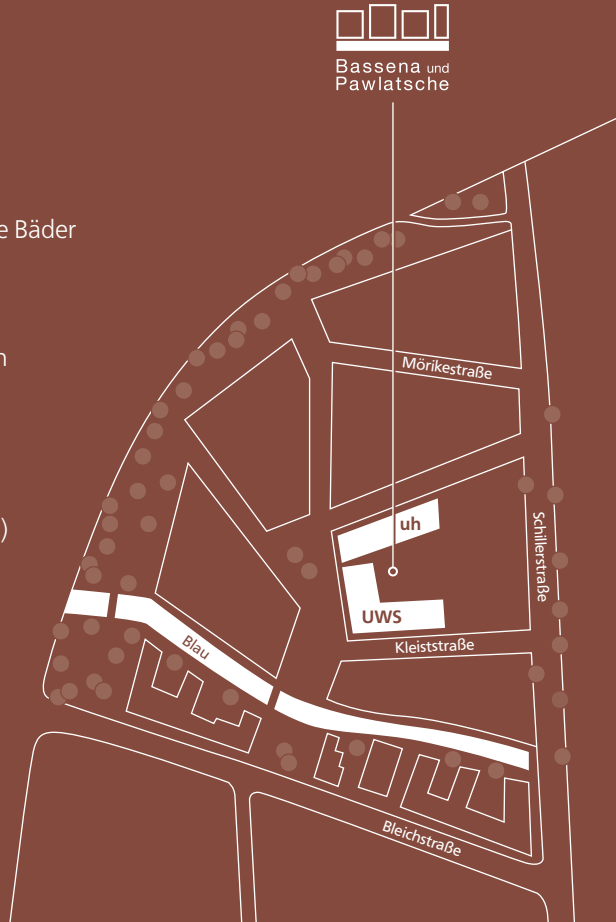 Bassena und
Pawlatsche
e Bäder
n
)
Mörikestraße
uh
Schillerstraße
UWS
Kleiststraße
Blau
Bleichstraße